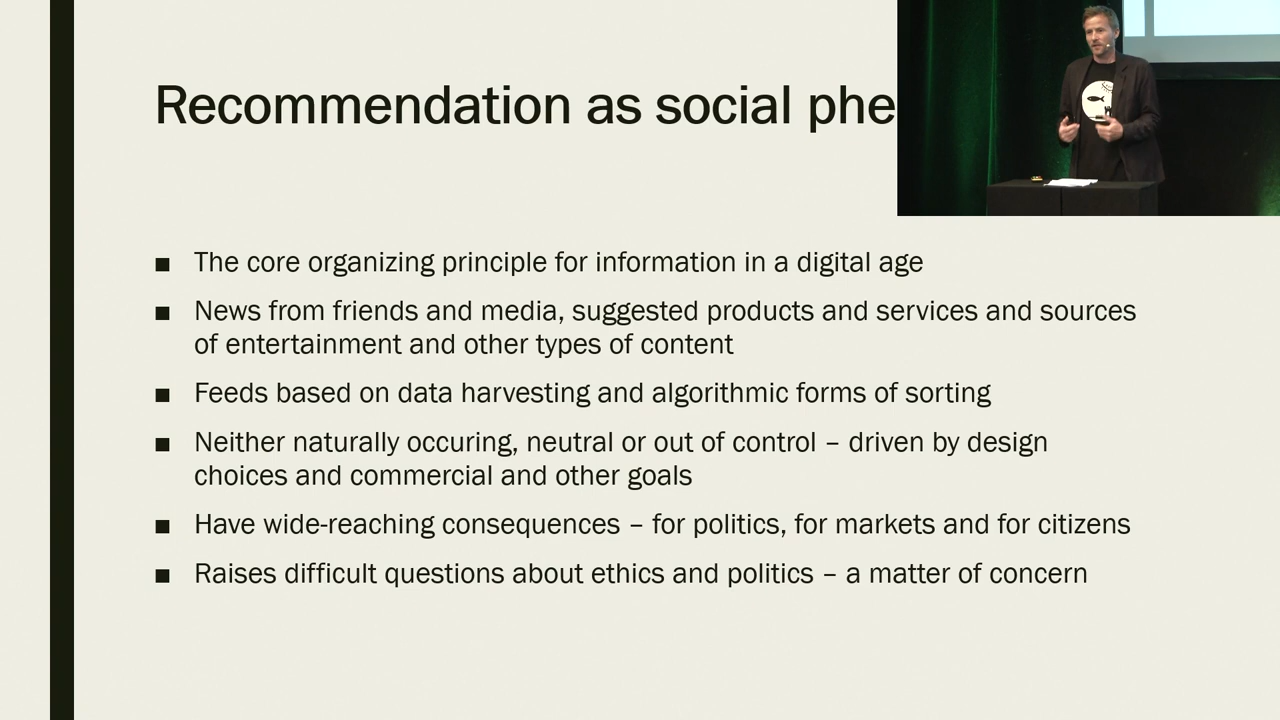 Recommendation as social phe
■ The core organizing principle for information in a digital age
■ News from friends and media, suggested products and services and sources
of entertainment and other types of content
■ Feeds based on data harvesting and algorithmic forms of sorting
■ Neither naturally occuring, neutral or out of control – driven by design
choices and commercial and other goals
■ Have wide-reaching consequences – for politics, for markets and for citizens
■ Raises difficult questions about ethics and politics – a matter of concern